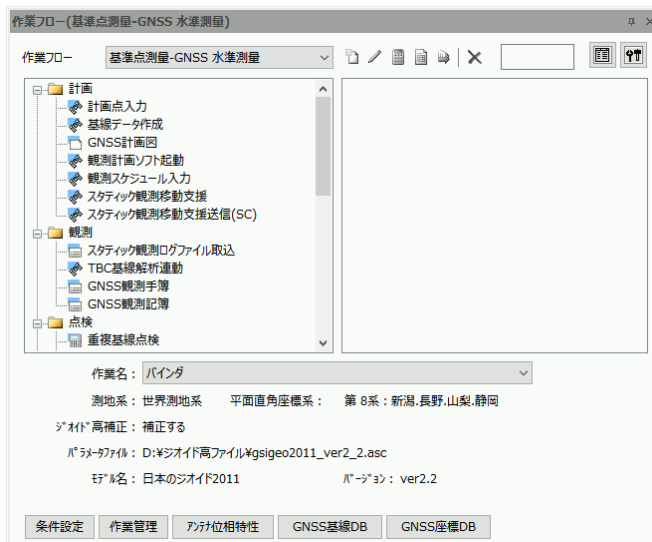 作業フロー(基準点測量-GNSS 水準測量)
作業フロー 基準点測量-GNSS 水準測量
計画
計画点入力
基線データ作成
GNSS計画図
観測計画ソフト起動
観測スケジュール入力
スタティック観測移動支援
スタティック観測移動支援送信(SC)
観測
スタティック観測ログファイル取込
TBC基線解析連動
GNSS観測手簿
GNSS観測記簿
点検
重複基線点検
作業名： バインダ
測地系： 世界測地系 平面直角座標系： 第 8系：新潟.長野.山梨.静岡
ｼﾞｵｲﾄﾞ高補正： 補正する
ﾊﾟﾗﾒｰﾀﾌｧｲﾙ： D:¥ジオイド高ファイル¥gsigeo2011_ver2_2.asc
ﾓﾃﾞﾙ名： 日本のジオイド2011 ﾊﾞｰｼﾞｮﾝ： ver2.2
条件設定 作業管理 ｱﾝﾃﾅ位相特性 GNSS基線DB GNSS座標DB